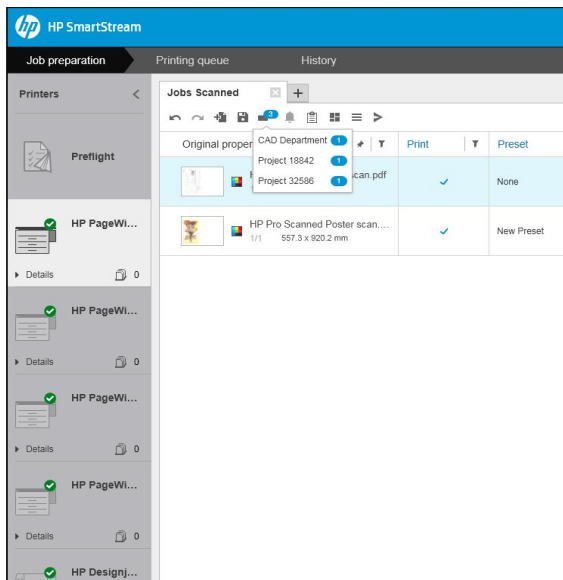 hp HP SmartStream
Job preparation Printing queue History
Printers
Jobs Scanned
3
Original proper
Print
Preset
CAD Department 1
Project 18842 1
Project 32586 1
Preflight
scan.pdf
None
HP PageWi...
HP Pro Scanned Poster scan....
1/1 557.3 x 920.2 mm
New Preset
Details 0
HP PageWi...
Details 0
HP PageWi...
Details 0
HP PageWi...
Details 0
HP Designj...